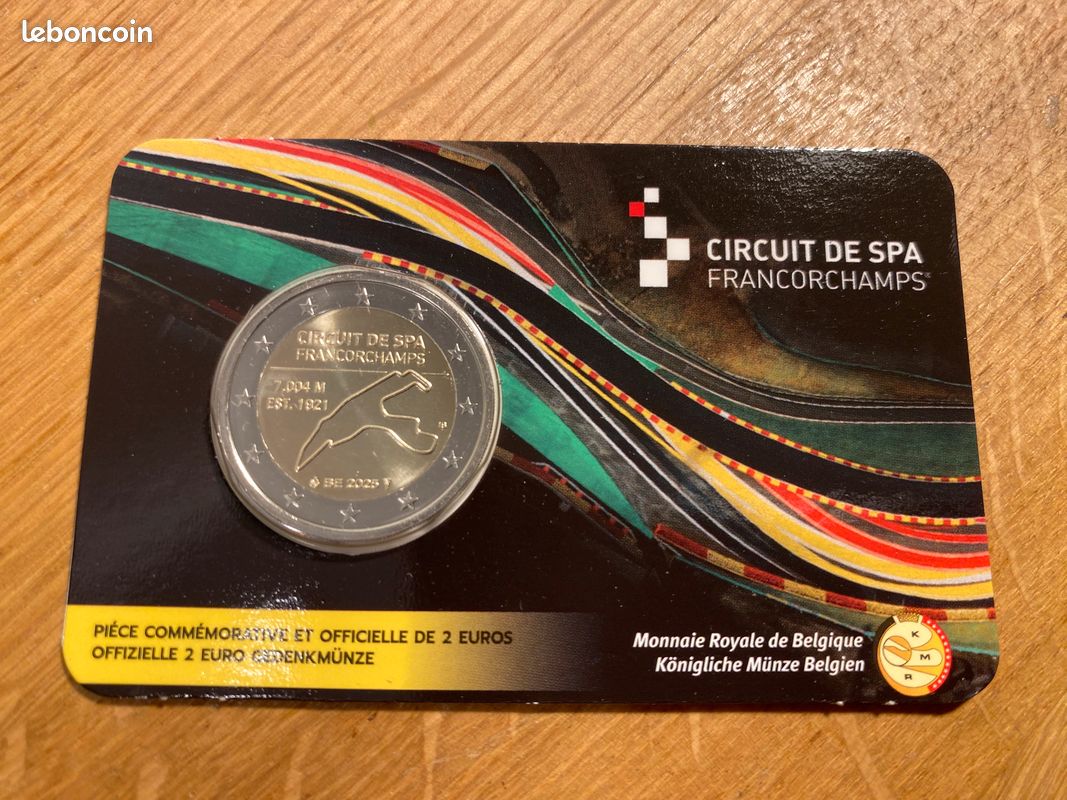 leboncoin
CIRCUIT DE SPA
FRANCORCHAMPS
CIRCUIT DE SPA
FRANCORCHAMPS
7.004 M
EST. 1921
BE 2025
PIÉCE COMMÉMORATIVE ET OFFICIELLE DE 2 EUROS
OFFIZIELLE 2 EURO GEDENKMÜNZE
Monnaie Royale de Belgique
Königliche Münze Belgien
K
M
R